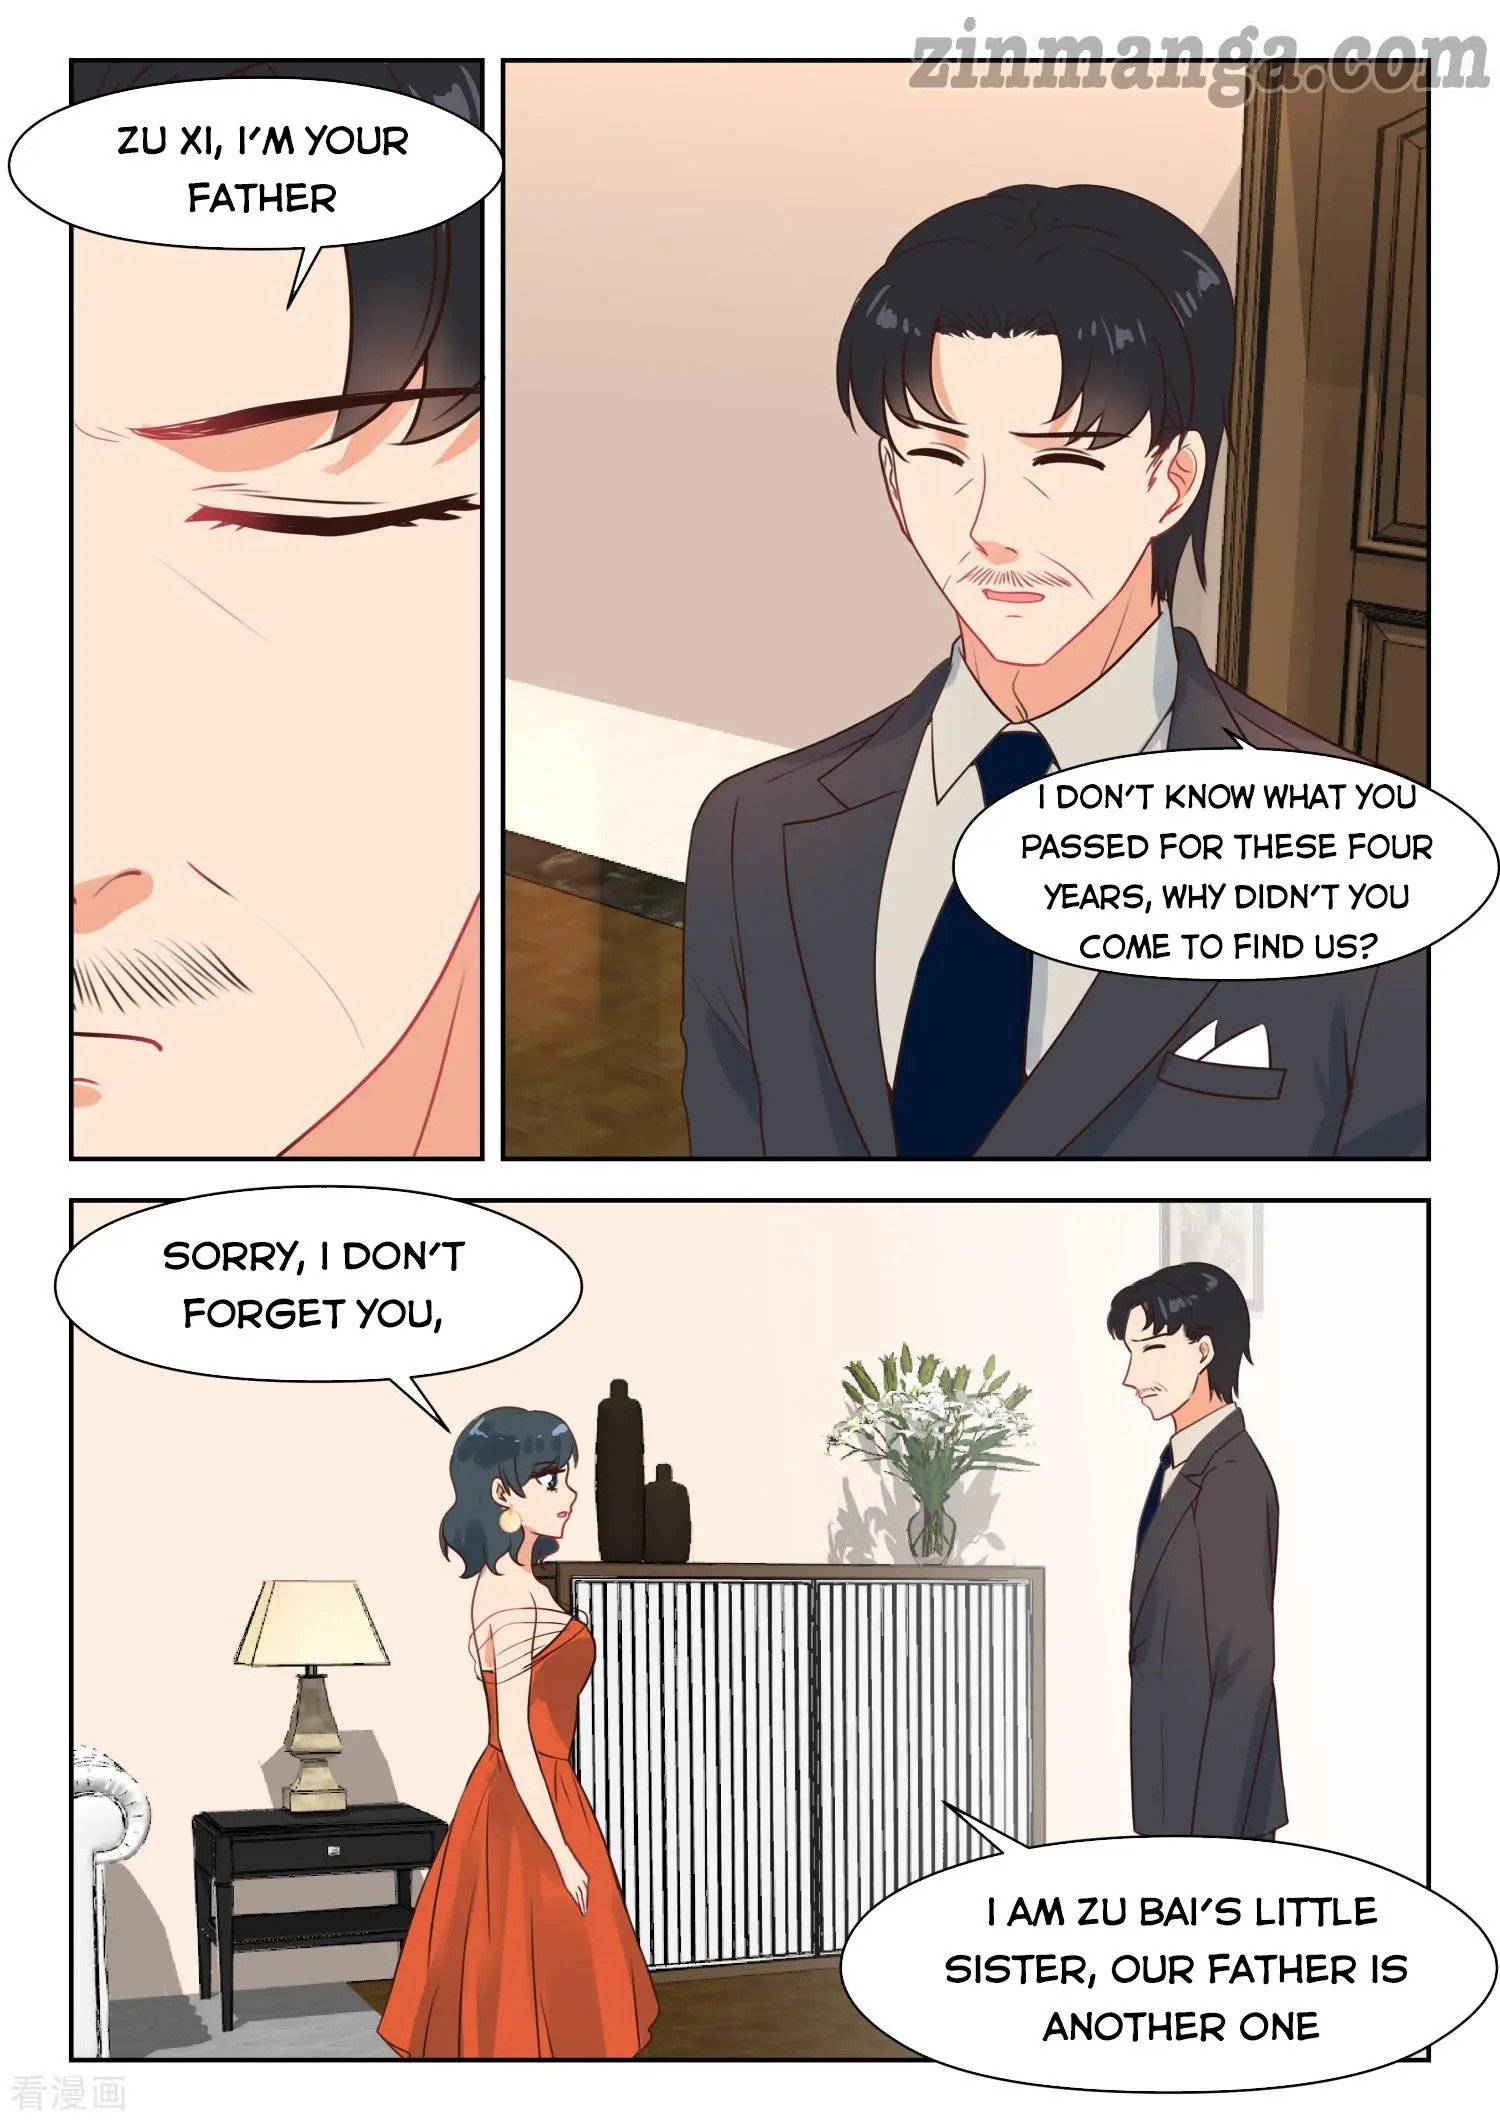 zinmanga.com
ZU XI, I'M YOUR
FATHER
I DON'T KNOW WHAT YOU
PASSED FOR THESE FOUR
YEARS, WHY DIDN'T YOU
COME TO FIND US?
SORRY, I DON'T
FORGET YOU,
I AM ZU BAI'S LITTLE
SISTER, OUR FATHER IS
ANOTHER ONE
看漫画